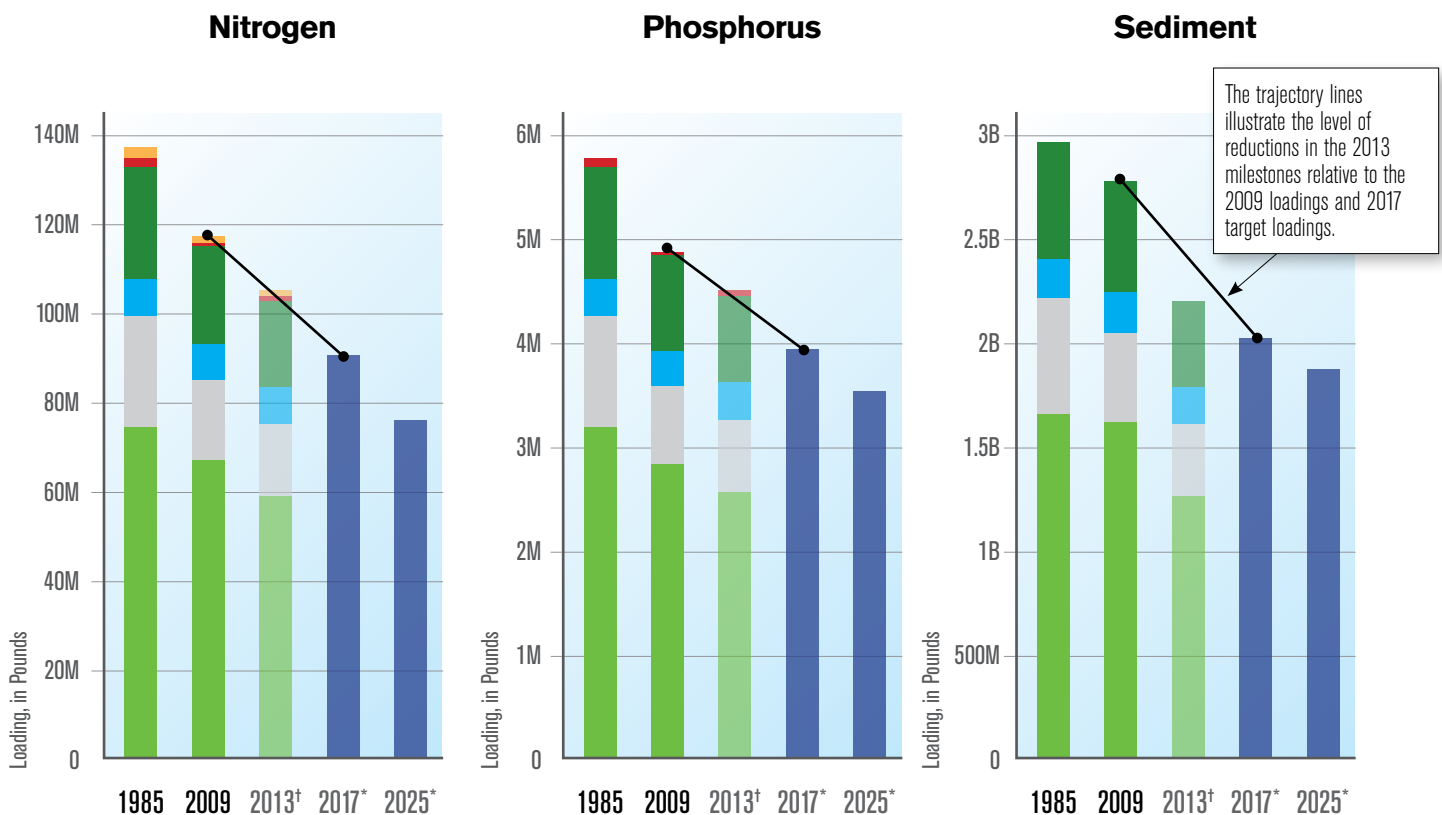 Nitrogen
140M
120M
100M
80M
60M
40M
20M
0
Loading, in Pounds
1985 2009 2013† 2017* 2025*
Phosphorus
6M
5M
4M
3M
2M
1M
0
Loading, in Pounds
1985 2009 2013† 2017* 2025*
Sediment
The trajectory lines
illustrate the level of
reductions in the 2013
milestones relative to the
2009 loadings and 2017
target loadings.
3B
2.5B
2B
1.5B
1B
500M
0
Loading, in Pounds
1985 2009 2013† 2017* 2025*